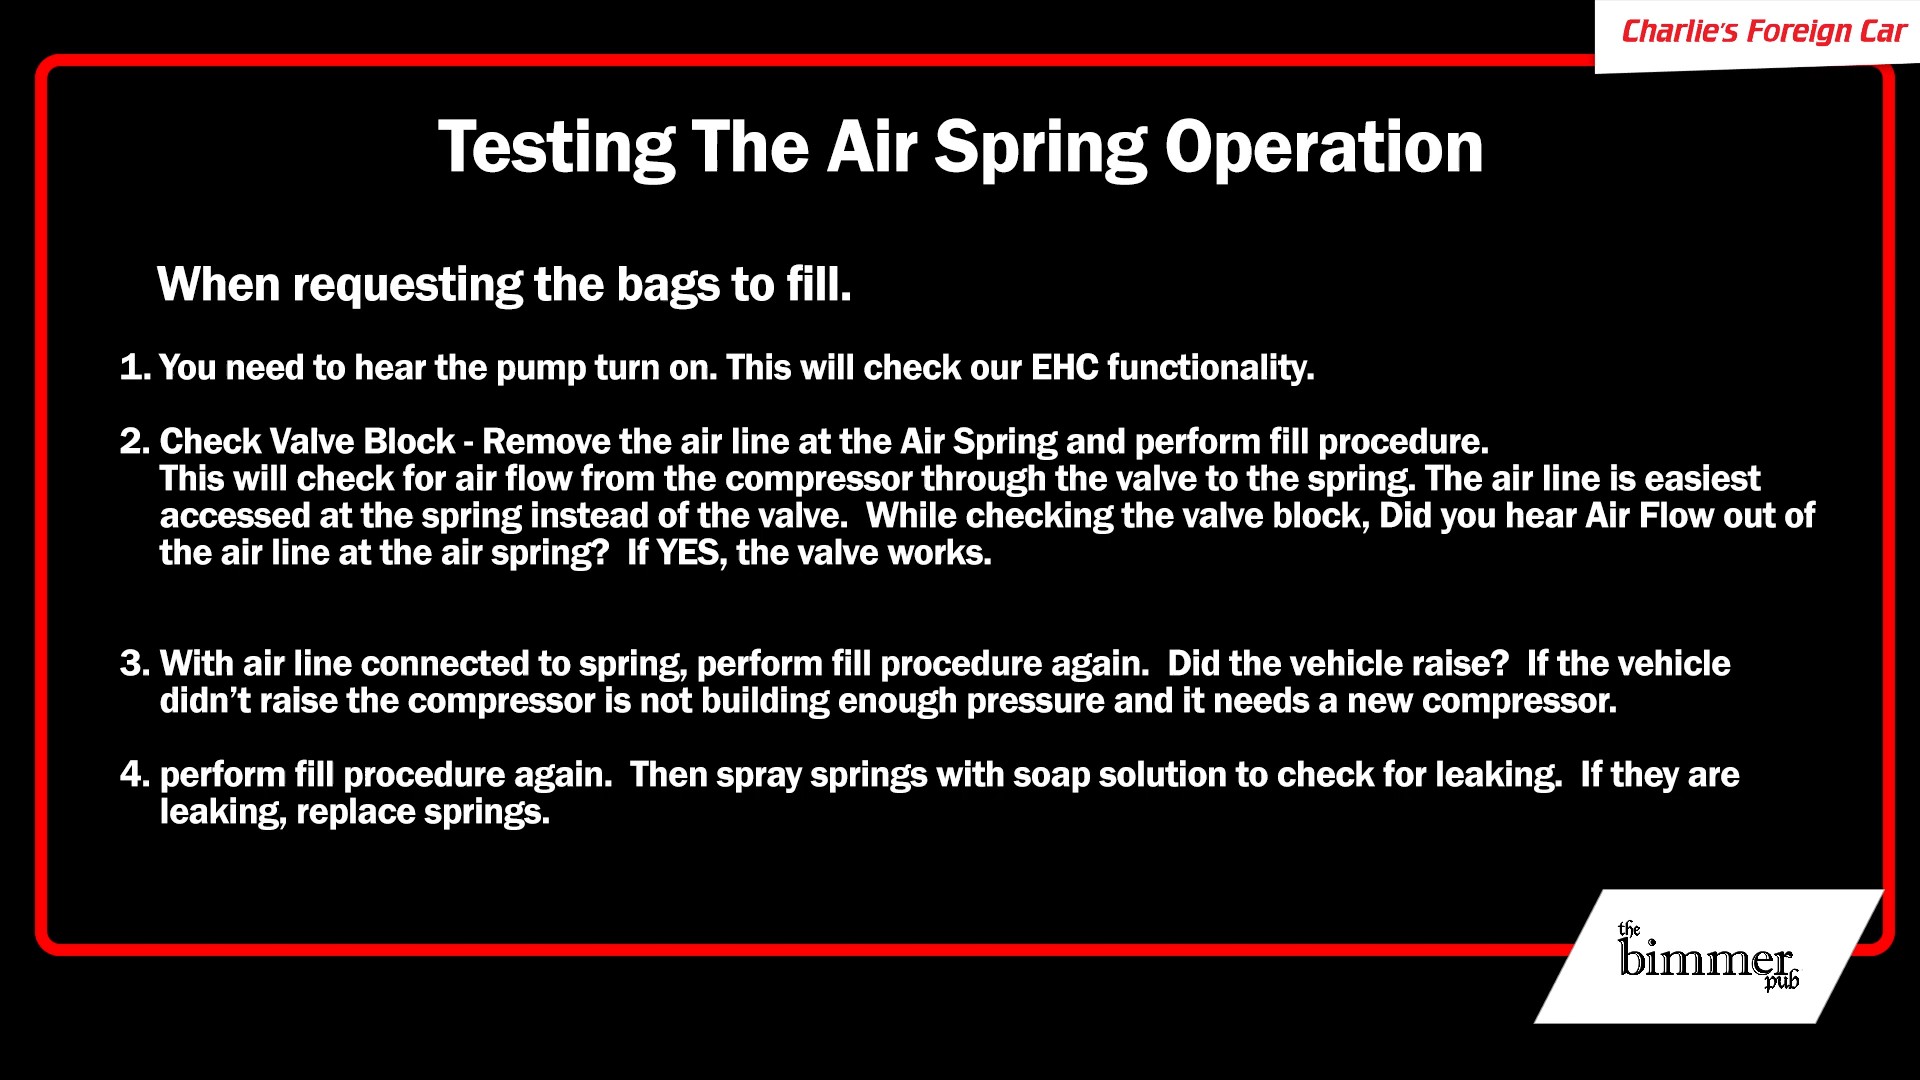 Charlie's Foreign Car
Testing The Air Spring Operation
When requesting the bags to fill.
1. You need to hear the pump turn on. This will check our EHC functionality.
2. Check Valve Block - Remove the air line at the Air Spring and perform fill procedure.
This will check for air flow from the compressor through the valve to the spring. The air line is easiest
accessed at the spring instead of the valve.  While checking the valve block, Did you hear Air Flow out of
the air line at the air spring?  If YES, the valve works.
3. With air line connected to spring, perform fill procedure again.  Did the vehicle raise?  If the vehicle
didn’t raise the compressor is not building enough pressure and it needs a new compressor.
4. perform fill procedure again.  Then spray springs with soap solution to check for leaking.  If they are
leaking, replace springs.
the
bimmer
pub